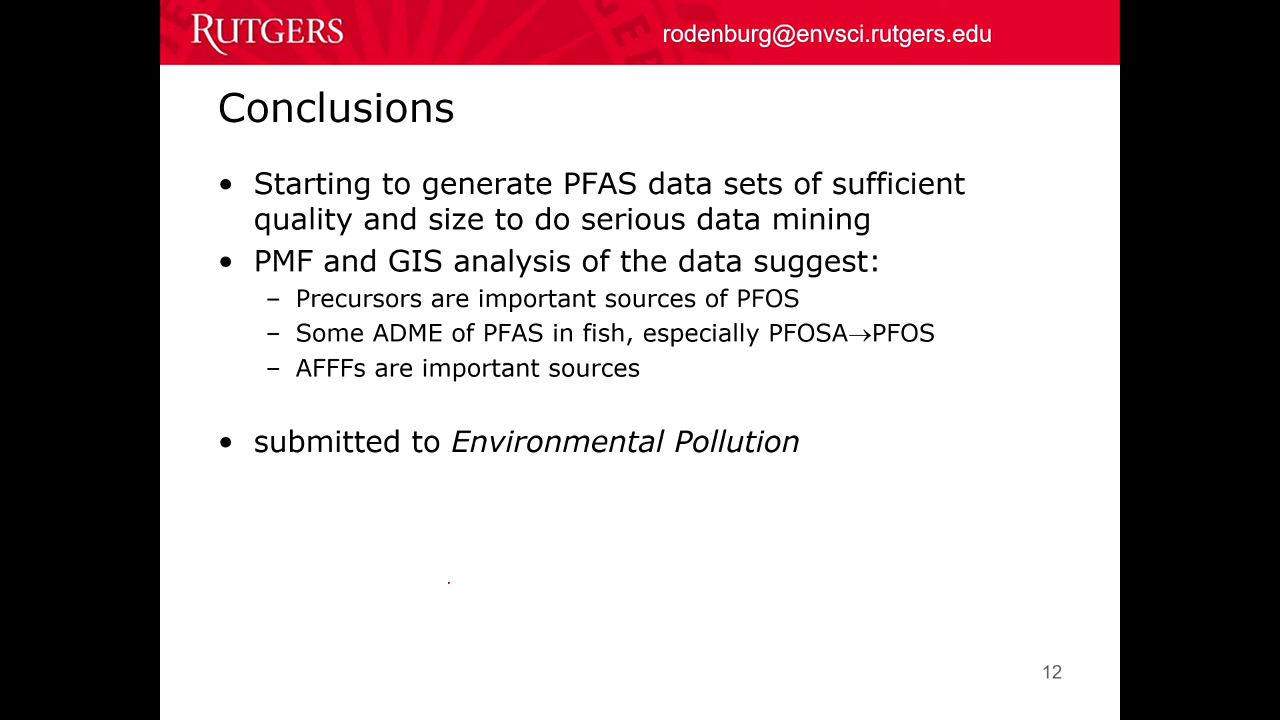 RUTGERS
rodenburg@envsci.rutgers.edu
Conclusions
• Starting to generate PFAS data sets of sufficient
quality and size to do serious data mining
• PMF and GIS analysis of the data suggest:
– Precursors are important sources of PFOS
– Some ADME of PFAS in fish, especially PFOSA→PFOS
– AFFFs are important sources
• submitted to Environmental Pollution
12